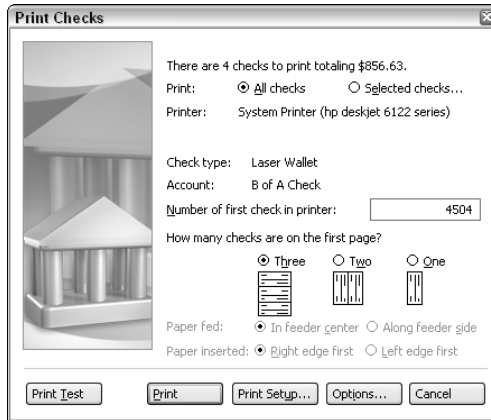 Print Checks
There are 4 checks to print totaling $856.63.
Print: All checks Selected checks...
Printer: System Printer (hp deskjet 6122 series)
Check type: Laser Wallet
Account: B of A Check
Number of first check in printer: 4504
How many checks are on the first page?
Three Two One
Paper fed: In feeder center Along feeder side
Paper inserted: Right edge first Left edge first
Print Test Print Print Setup... Options... Cancel